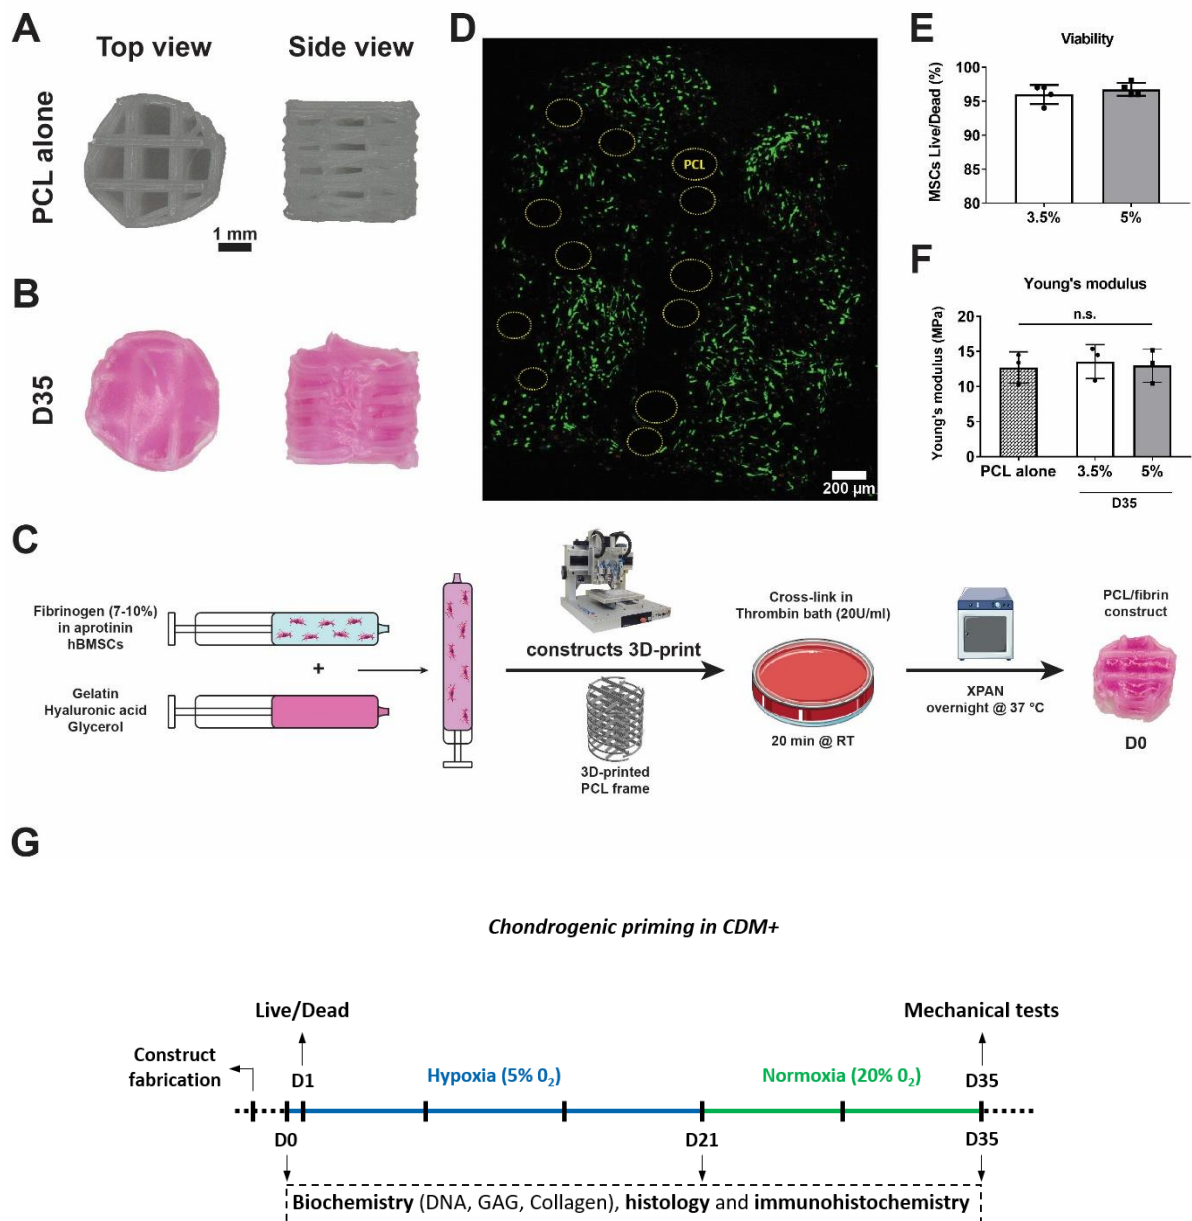 A
Top view
Side view
PCL alone
1 mm
B
D35
D
PCL
200 µm
E
Viability
MSCs Live/Dead (%)
100
95
90
85
80
3.5%
5%
F
Young's modulus
Young's modulus (MPa)
n.s.
20
15
10
5
0
PCL alone
3.5%
5%
D35
C
Fibrinogen (7-10%)
in aprotinin
hBMSCs
+
Gelatin
Hyaluronic acid
Glycerol
constructs 3D-print
3D-printed
PCL frame
Cross-link in
Thrombin bath (20U/ml)
20 min @ RT
XPAN
overnight @ 37 °C
PCL/fibrin
construct
D0
G
Chondrogenic priming in CDM+
Live/Dead
Mechanical tests
Construct
fabrication
D1
Hypoxia (5% 0₂)
Normoxia (20% 0₂)
D35
D0
D21
D35
Biochemistry (DNA, GAG, Collagen), histology and immunohistochemistry